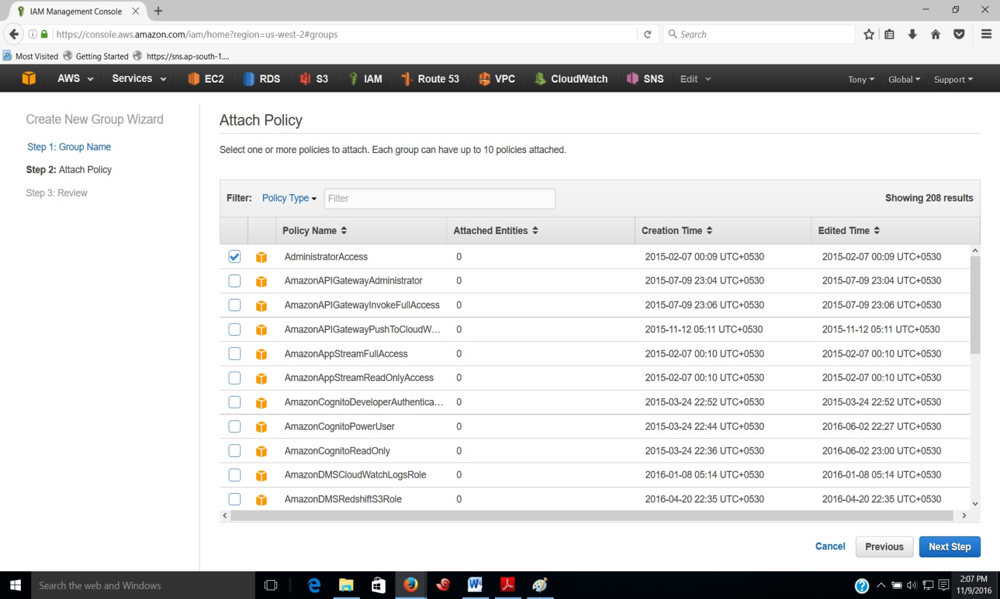 IAM Management Console
https://console.aws.amazon.com/iam/home?region=us-west-2#groups
Search
Most Visited Getting Started https://sns.ap-south-1....
AWS Services EC2 RDS S3 IAM Route 53 VPC CloudWatch SNS Edit Tony Global Support
Create New Group Wizard
Step 1: Group Name
Step 2: Attach Policy
Step 3: Review
Attach Policy
Select one or more policies to attach. Each group can have up to 10 policies attached.
Filter: Policy Type Filter Showing 208 results
Policy Name Attached Entities Creation Time Edited Time
AdministratorAccess 0 2015-02-07 00:09 UTC+0530 2015-02-07 00:09 UTC+0530
AmazonAPIGatewayAdministrator 0 2015-07-09 23:04 UTC+0530 2015-07-09 23:04 UTC+0530
AmazonAPIGatewayInvokeFullAccess 0 2015-07-09 23:06 UTC+0530 2015-07-09 23:06 UTC+0530
AmazonAPIGatewayPushToCloudW... 0 2015-11-12 05:11 UTC+0530 2015-11-12 05:11 UTC+0530
AmazonAppStreamFullAccess 0 2015-02-07 00:10 UTC+0530 2015-02-07 00:10 UTC+0530
AmazonAppStreamReadOnlyAccess 0 2015-02-07 00:10 UTC+0530 2015-02-07 00:10 UTC+0530
AmazonCognitoDeveloperAuthentica... 0 2015-03-24 22:52 UTC+0530 2015-03-24 22:52 UTC+0530
AmazonCognitoPowerUser 0 2015-03-24 22:44 UTC+0530 2016-06-02 22:27 UTC+0530
AmazonCognitoReadOnly 0 2015-03-24 22:36 UTC+0530 2016-06-02 23:00 UTC+0530
AmazonDMSCloudWatchLogsRole 0 2016-01-08 05:14 UTC+0530 2016-01-08 05:14 UTC+0530
AmazonDMSRedshiftS3Role 0 2016-04-20 22:35 UTC+0530 2016-04-20 22:35 UTC+0530
Cancel Previous Next Step
Search the web and Windows
2:07 PM
11/9/2016